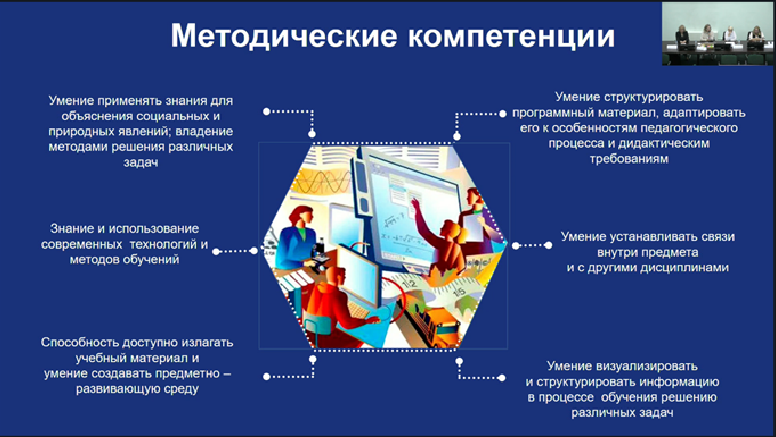 Методические компетенции
Умение применять знания для
объяснения социальных и
природных явлений; владение
методами решения различных
задач
Знание и использование
современных технологий и
методов обучений
Способность доступно излагать
учебный материал и
умение создавать предметно –
развивающую среду
Умение структурировать
программный материал, адаптировать
его к особенностям педагогического
процесса и дидактическим
требованиям
Умение устанавливать связи
внутри предмета
и с другими дисциплинами
Умение визуализировать
и структурировать информацию
в процессе обучения решению
различных задач